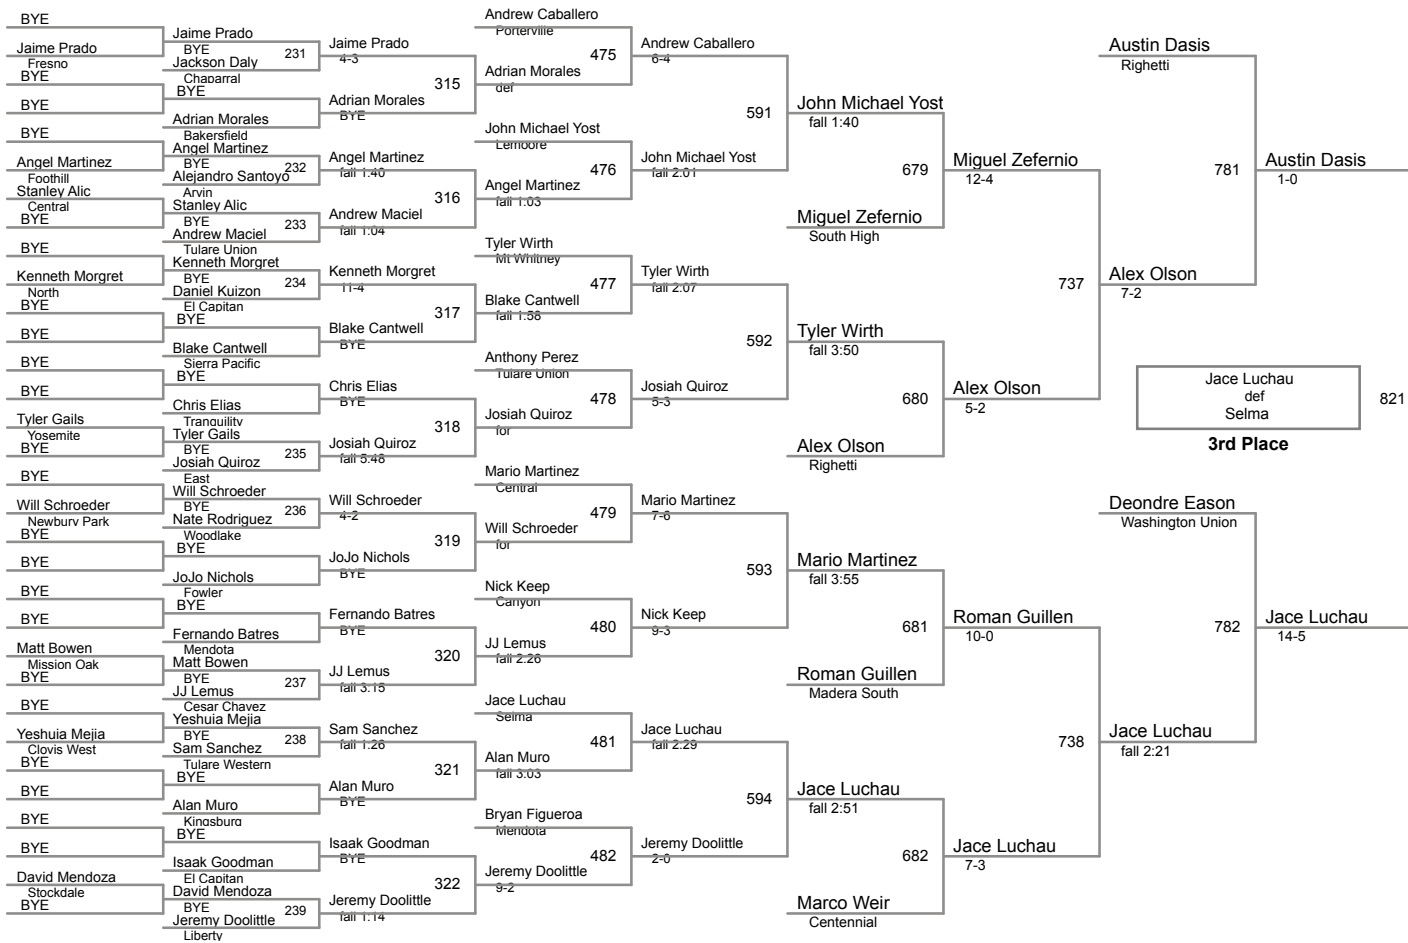 BYE
Jaime Prado
Fresno
BYE
BYE
BYE
Angel Martinez
Foothill
Stanley Alic
Central
BYE
BYE
Kenneth Morgret
North
BYE
BYE
BYE
BYE
Tyler Gails
Yosemite
BYE
BYE
Will Schroeder
Newbury Park
BYE
BYE
BYE
BYE
Matt Bowen
Mission Oak
BYE
BYE
Yeshuia Mejia
Clovis West
BYE
BYE
BYE
BYE
David Mendoza
Stockdale
BYE
Jaime Prado
BYE
231
Jackson Daly
Chaparral
BYE
Adrian Morales
Bakersfield
Angel Martinez
BYE
232
Alejandro Santoyo
Arvin
Stanley Alic
BYE
233
Andrew Maciel
Tulare Union
Kenneth Morgret
BYE
234
Daniel Kuizon
El Capitan
BYE
Blake Cantwell
Sierra Pacific
BYE
Chris Elias
Tranquility
Tyler Gails
BYE
235
Josiah Quiroz
East
Will Schroeder
BYE
236
Nate Rodriguez
Woodlake
BYE
JoJo Nichols
Fowler
BYE
Fernando Batres
Mendota
Matt Bowen
BYE
237
JJ Lemus
Cesar Chavez
Yeshuia Mejia
BYE
238
Sam Sanchez
Tulare Western
BYE
Alan Muro
Kingsburg
BYE
Isaak Goodman
El Capitan
David Mendoza
BYE
239
Jeremy Doolittle
Liberty
Jaime Prado
4-3
315
Adrian Morales
BYE
Angel Martinez
fall 1:40
316
Andrew Maciel
fall 1:04
Kenneth Morgret
11-4
317
Blake Cantwell
BYE
Chris Elias
BYE
318
Josiah Quiroz
fall 5:48
Will Schroeder
4-2
319
JoJo Nichols
BYE
Fernando Batres
BYE
320
JJ Lemus
fall 3:15
Sam Sanchez
fall 1:26
321
Alan Muro
BYE
Isaak Goodman
BYE
322
Jeremy Doolittle
fall 1:14
Andrew Caballero
Porterville
475
Adrian Morales
def
John Michael Yost
Lemoore
476
Angel Martinez
fall 1:03
Tyler Wirth
Mt Whitney
477
Blake Cantwell
fall 1:58
Anthony Perez
Tulare Union
478
Josiah Quiroz
for
Mario Martinez
Central
479
Will Schroeder
for
Nick Keep
Canyon
480
JJ Lemus
fall 2:26
Jace Luchau
Selma
481
Alan Muro
fall 3:03
Bryan Figueroa
Mendota
482
Jeremy Doolittle
9-2
Andrew Caballero
6-4
591
John Michael Yost
fall 2:01
Tyler Wirth
fall 2:07
592
Josiah Quiroz
5-3
Mario Martinez
7-6
593
Nick Keep
9-3
Jace Luchau
fall 2:29
594
Jeremy Doolittle
2-0
John Michael Yost
fall 1:40
679
Miguel Zefernio
South High
Tyler Wirth
fall 3:50
680
Alex Olson
Righetti
Mario Martinez
fall 3:55
681
Roman Guillen
Madera South
Jace Luchau
fall 2:51
682
Marco Weir
Centennial
Miguel Zefernio
12-4
737
Alex Olson
5-2
Roman Guillen
10-0
738
Jace Luchau
7-3
Austin Dasis
Righetti
781
Alex Olson
7-2
Deondre Eason
Washington Union
782
Jace Luchau
fall 2:21
Austin Dasis
1-0
Jace Luchau
def
Selma
821
3rd Place
Jace Luchau
14-5